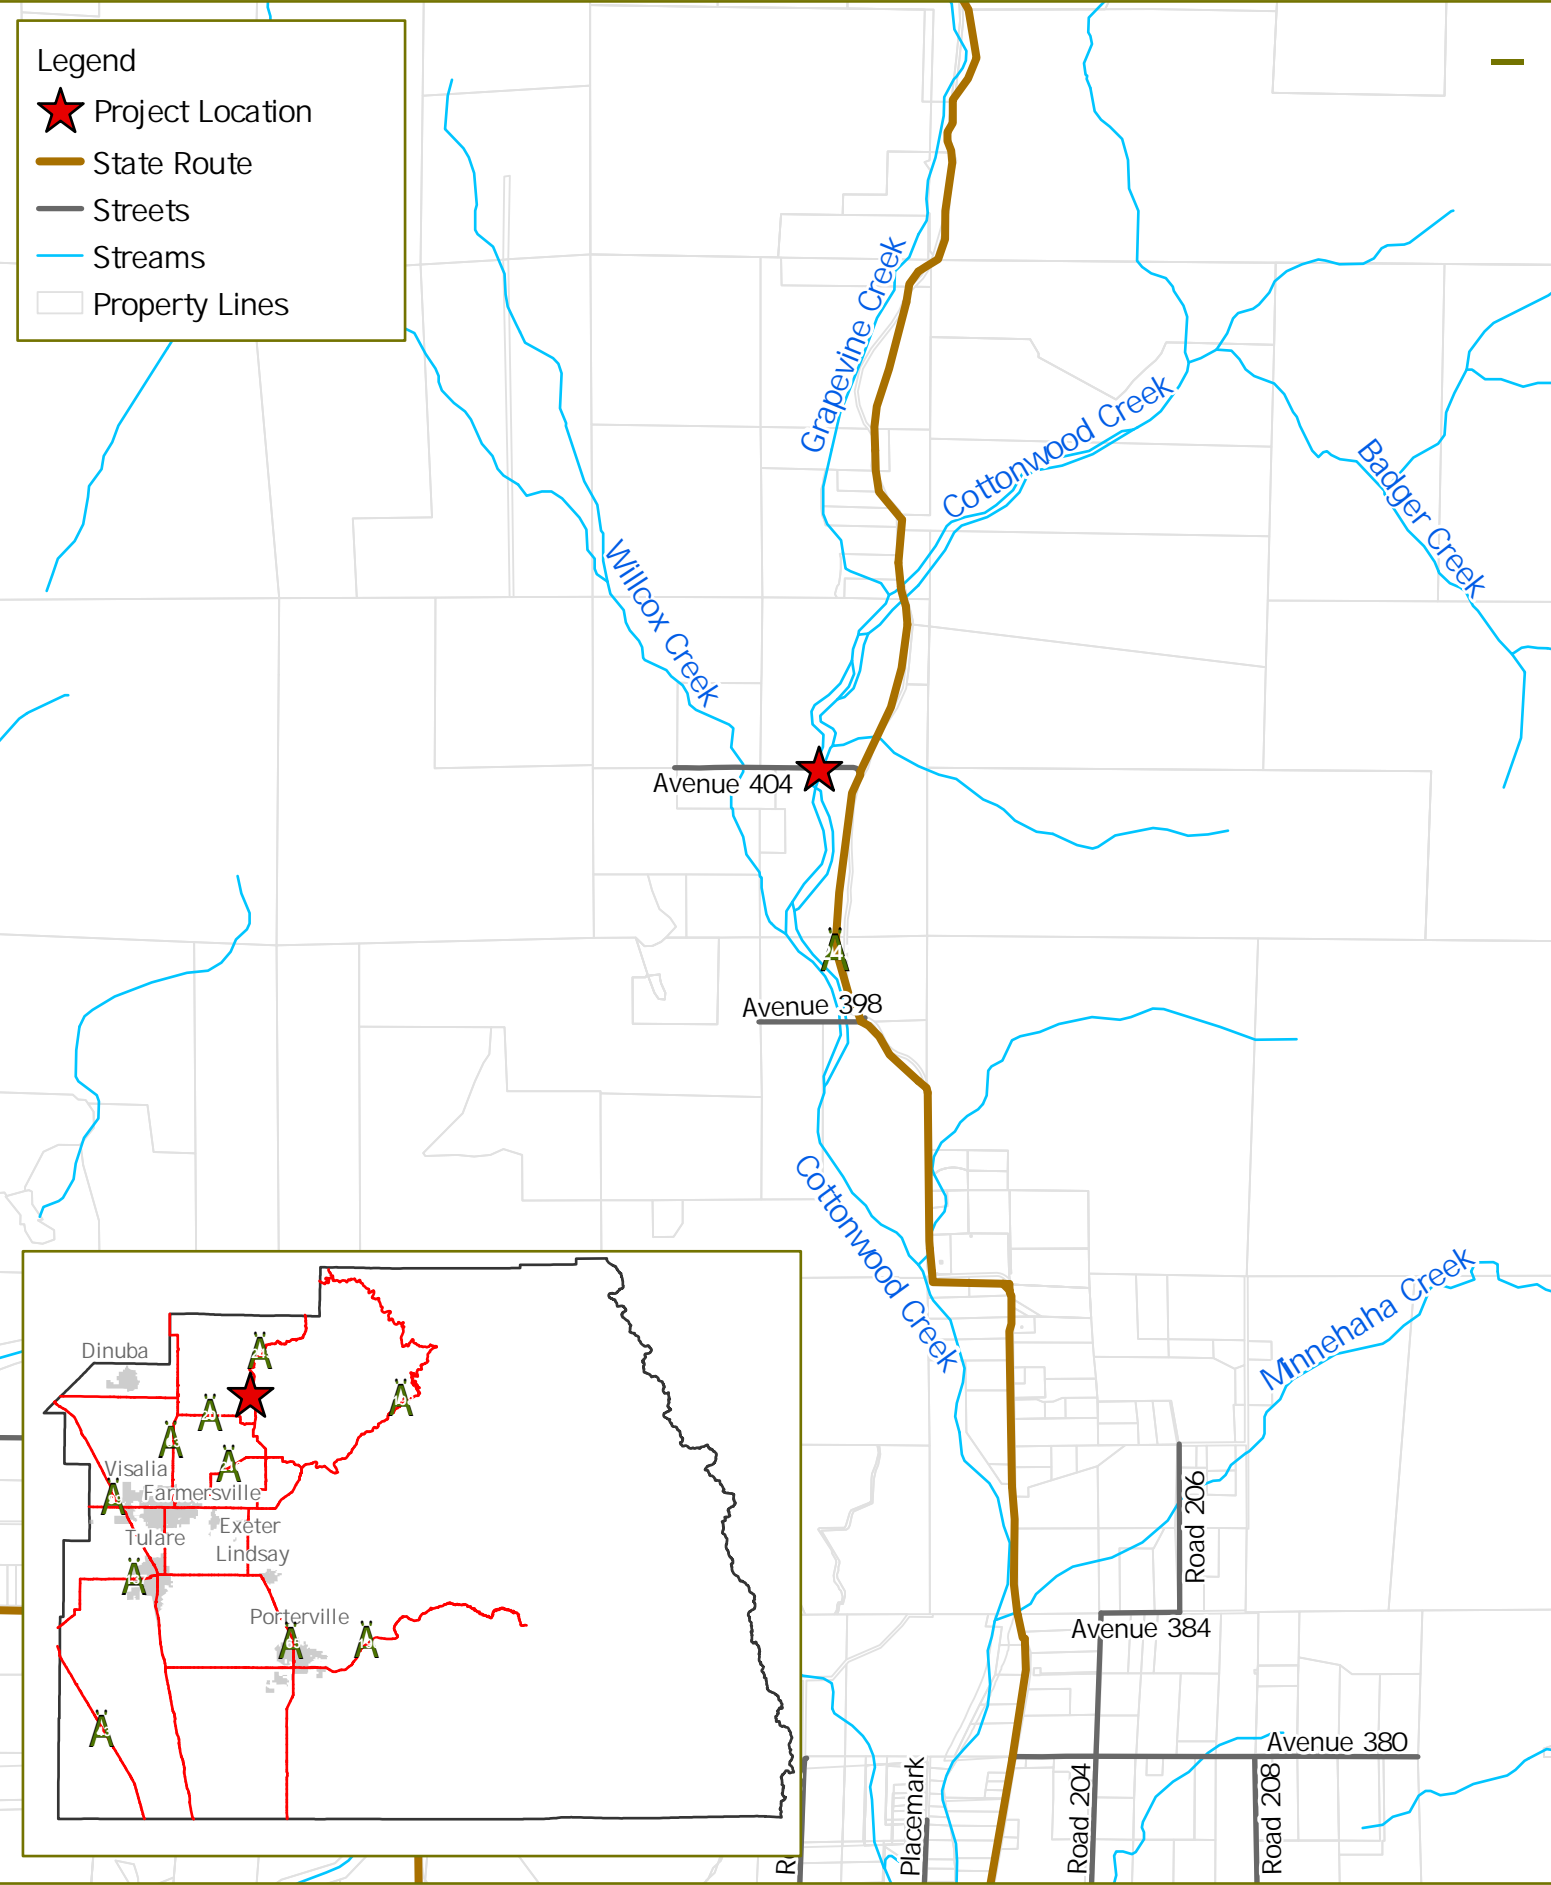 Legend
Project Location
State Route
Streets
Streams
Property Lines
Grapevine Creek
Cottonwood Creek
Badger Creek
Willcox Creek
Avenue 404
Avenue 398
Cottonwood Creek
Minnehaha Creek
Road 206
Avenue 384
Avenue 380
Road 204
Road 208
Placemark
Dinuba
Visalia
Farmersville
Tulare
Exeter
Lindsay
Porterville